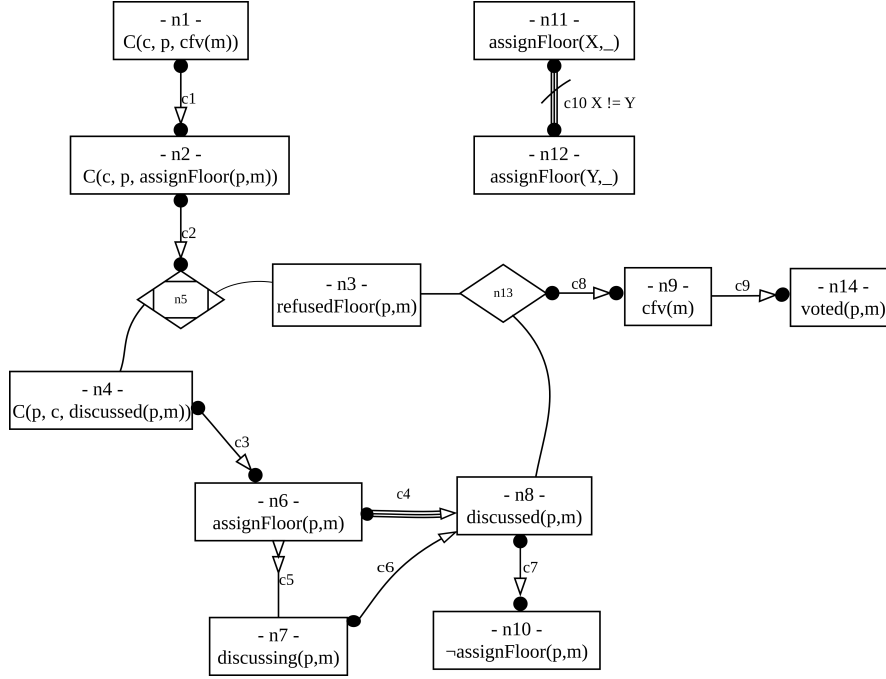 - n1 -
C(c, p, cfv(m))
- n11 -
assignFloor(X,_)
c1
c10 X != Y
- n2 -
C(c, p, assignFloor(p,m))
- n12 -
assignFloor(Y,_)
c2
n5
- n3 -
refusedFloor(p,m)
n13
c8
- n9 -
cfv(m)
c9
- n14 -
voted(p,m)
- n4 -
C(p, c, discussed(p,m))
c3
- n6 -
assignFloor(p,m)
c4
- n8 -
discussed(p,m)
c5
c6
c7
- n7 -
discussing(p,m)
- n10 -
¬assignFloor(p,m)